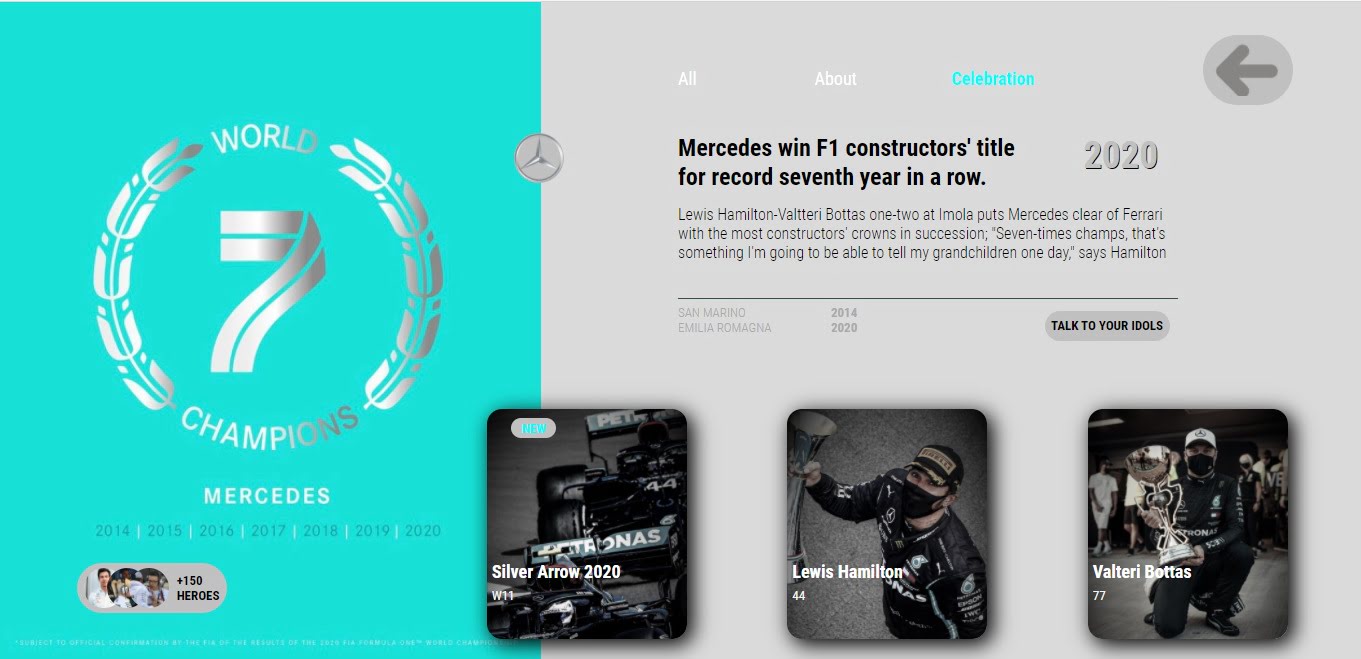 WORLD
7
CHAMPIONS
MERCEDES
2014 | 2015 | 2016 | 2017 | 2018 | 2019 | 2020
+150
HEROES
*SUBJECT TO OFFICIAL CONFIRMATION BY THE FIA OF THE RESULTS OF THE 2020 FIA FORMULA ONE™ WORLD
All About Celebration
Mercedes win F1 constructors' title
for record seventh year in a row.
2020
Lewis Hamilton-Valtteri Bottas one-two at Imola puts Mercedes clear of Ferrari
with the most constructors' crowns in succession; "Seven-times champs, that's
something I'm going to be able to tell my grandchildren one day," says Hamilton
SAN MARINO 2014
EMILIA ROMAGNA 2020
TALK TO YOUR IDOLS
NEW
44
PETRONAS
Silver Arrow 2020
W11
PIRELLI
44
Lewis Hamilton
44
Valteri Bottas
77